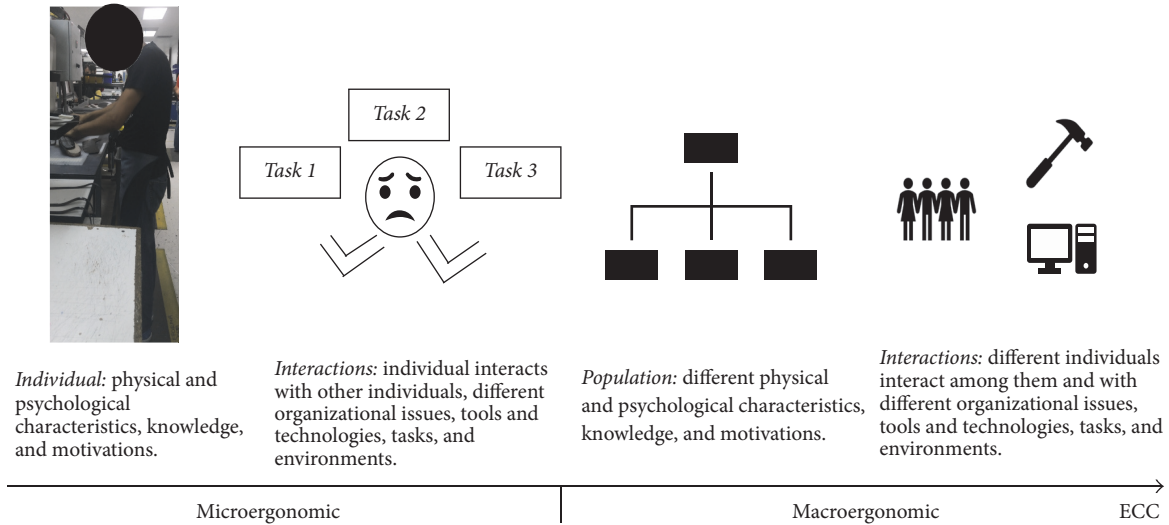 Task 2
Task 1
Task 3
Individual: physical and
psychological
characteristics, knowledge,
and motivations.
Interactions: individual interacts
with other individuals, different
organizational issues, tools and
technologies, tasks, and
environments.
Population: different physical
and psychological characteristics,
knowledge, and motivations.
Interactions: different individuals
interact among them and with
different organizational issues,
tools and technologies, tasks, and
environments.
Microergonomic
Macroergonomic
ECC